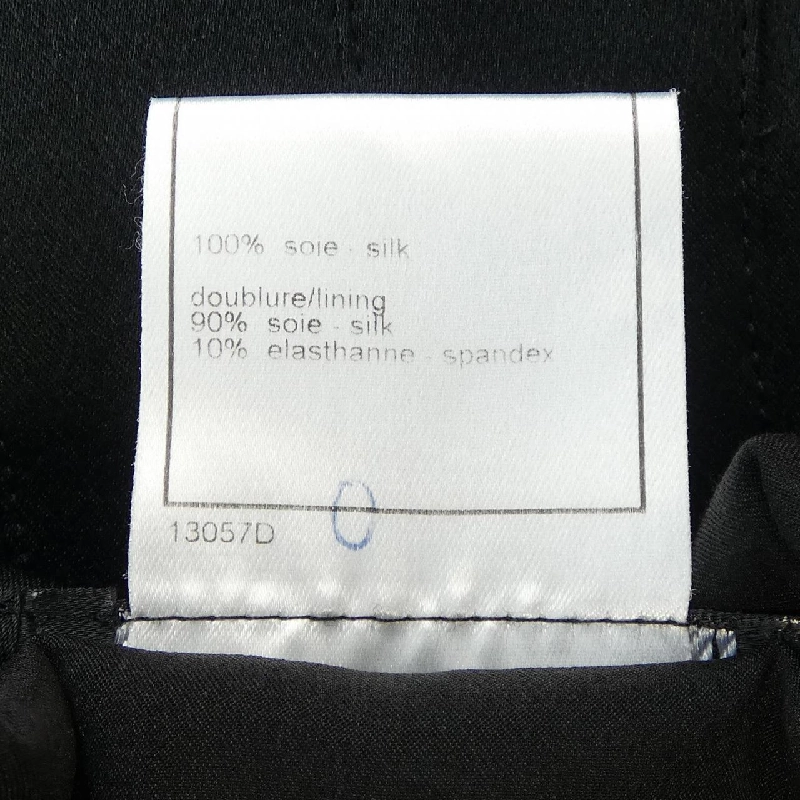 100% soie - silk
doublure/lining
90% soie - silk
10% elasthanne - spandex
13057D